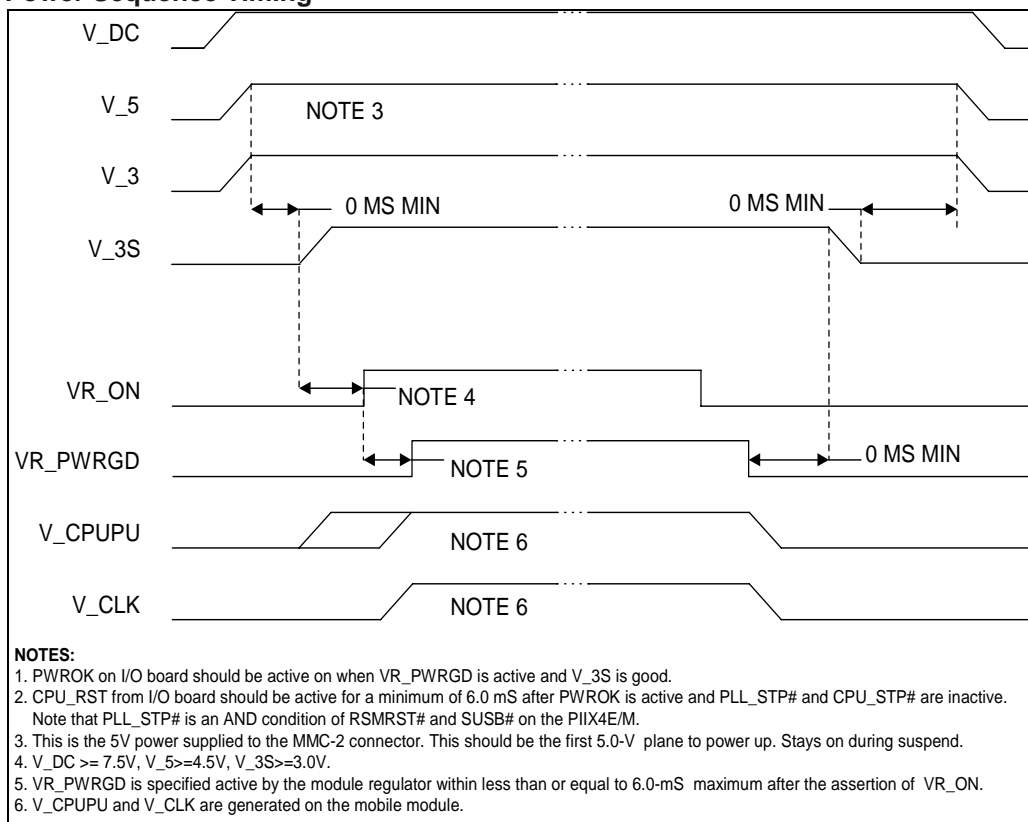 Power Sequence Timing
V_DC
V_5
NOTE 3
V_3
0 MS MIN
0 MS MIN
V_3S
VR_ON
NOTE 4
VR_PWRGD
NOTE 5
0 MS MIN
V_CPUPU
NOTE 6
V_CLK
NOTE 6
NOTES:
1. PWROK on I/O board should be active on when VR_PWRGD is active and V_3S is good.
2. CPU_RST from I/O board should be active for a minimum of 6.0 mS after PWROK is active and PLL_STP# and CPU_STP# are inactive.
Note that PLL_STP# is an AND condition of RSMRST# and SUSB# on the PIIX4E/M.
3. This is the 5V power supplied to the MMC-2 connector. This should be the first 5.0-V plane to power up. Stays on during suspend.
4. V_DC >= 7.5V, V_5>=4.5V, V_3S>=3.0V.
5. VR_PWRGD is specified active by the module regulator within less than or equal to 6.0-mS maximum after the assertion of VR_ON.
6. V_CPUPU and V_CLK are generated on the mobile module.